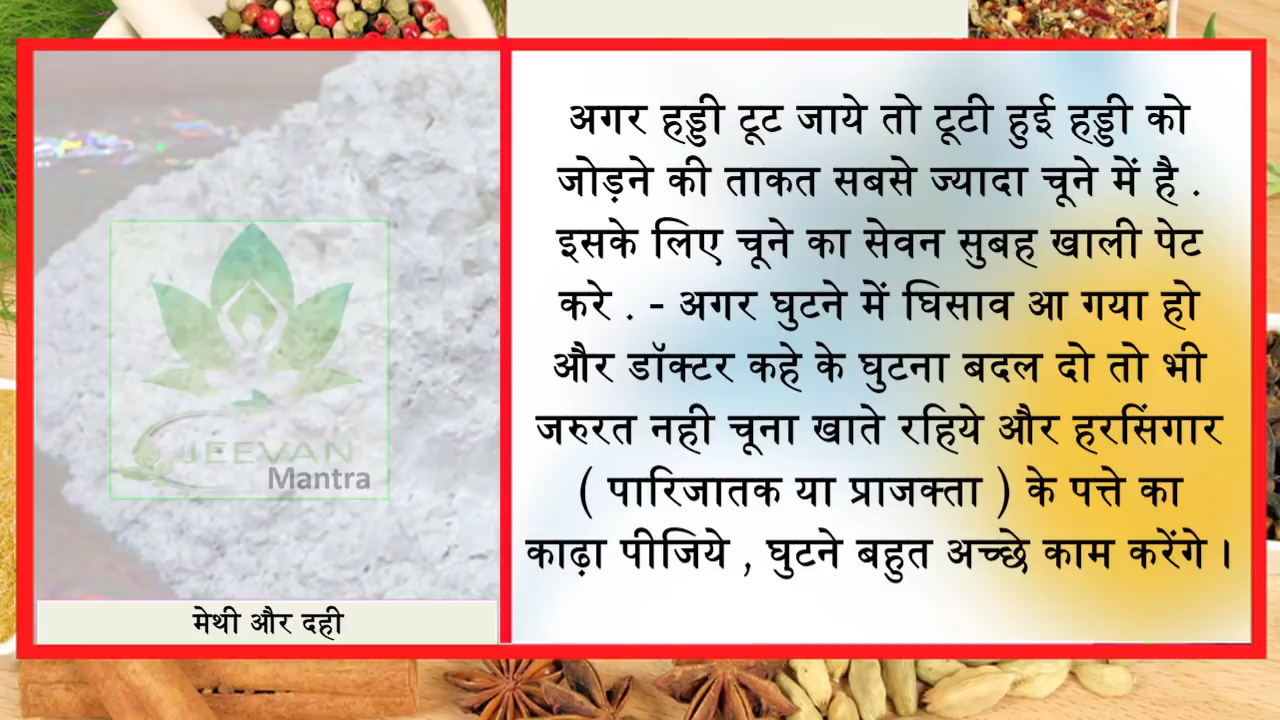 अगर हड्डी टूट जाये तो टूटी हुई हड्डी को
जोड़ने की ताकत सबसे ज्यादा चूने में है .
इसके लिए चूने का सेवन सुबह खाली पेट
करे . - अगर घुटने में घिसाव आ गया हो
और डॉक्टर कहे के घुटना बदल दो तो भी
जरुरत नही चूना खाते रहिये और हरसिंगार
( पारिजातक या प्राजक्ता ) के पत्ते का
काढ़ा पीजिये , घुटने बहुत अच्छे काम करेंगे ।
JEEVAN
Mantra
मेथी और दही